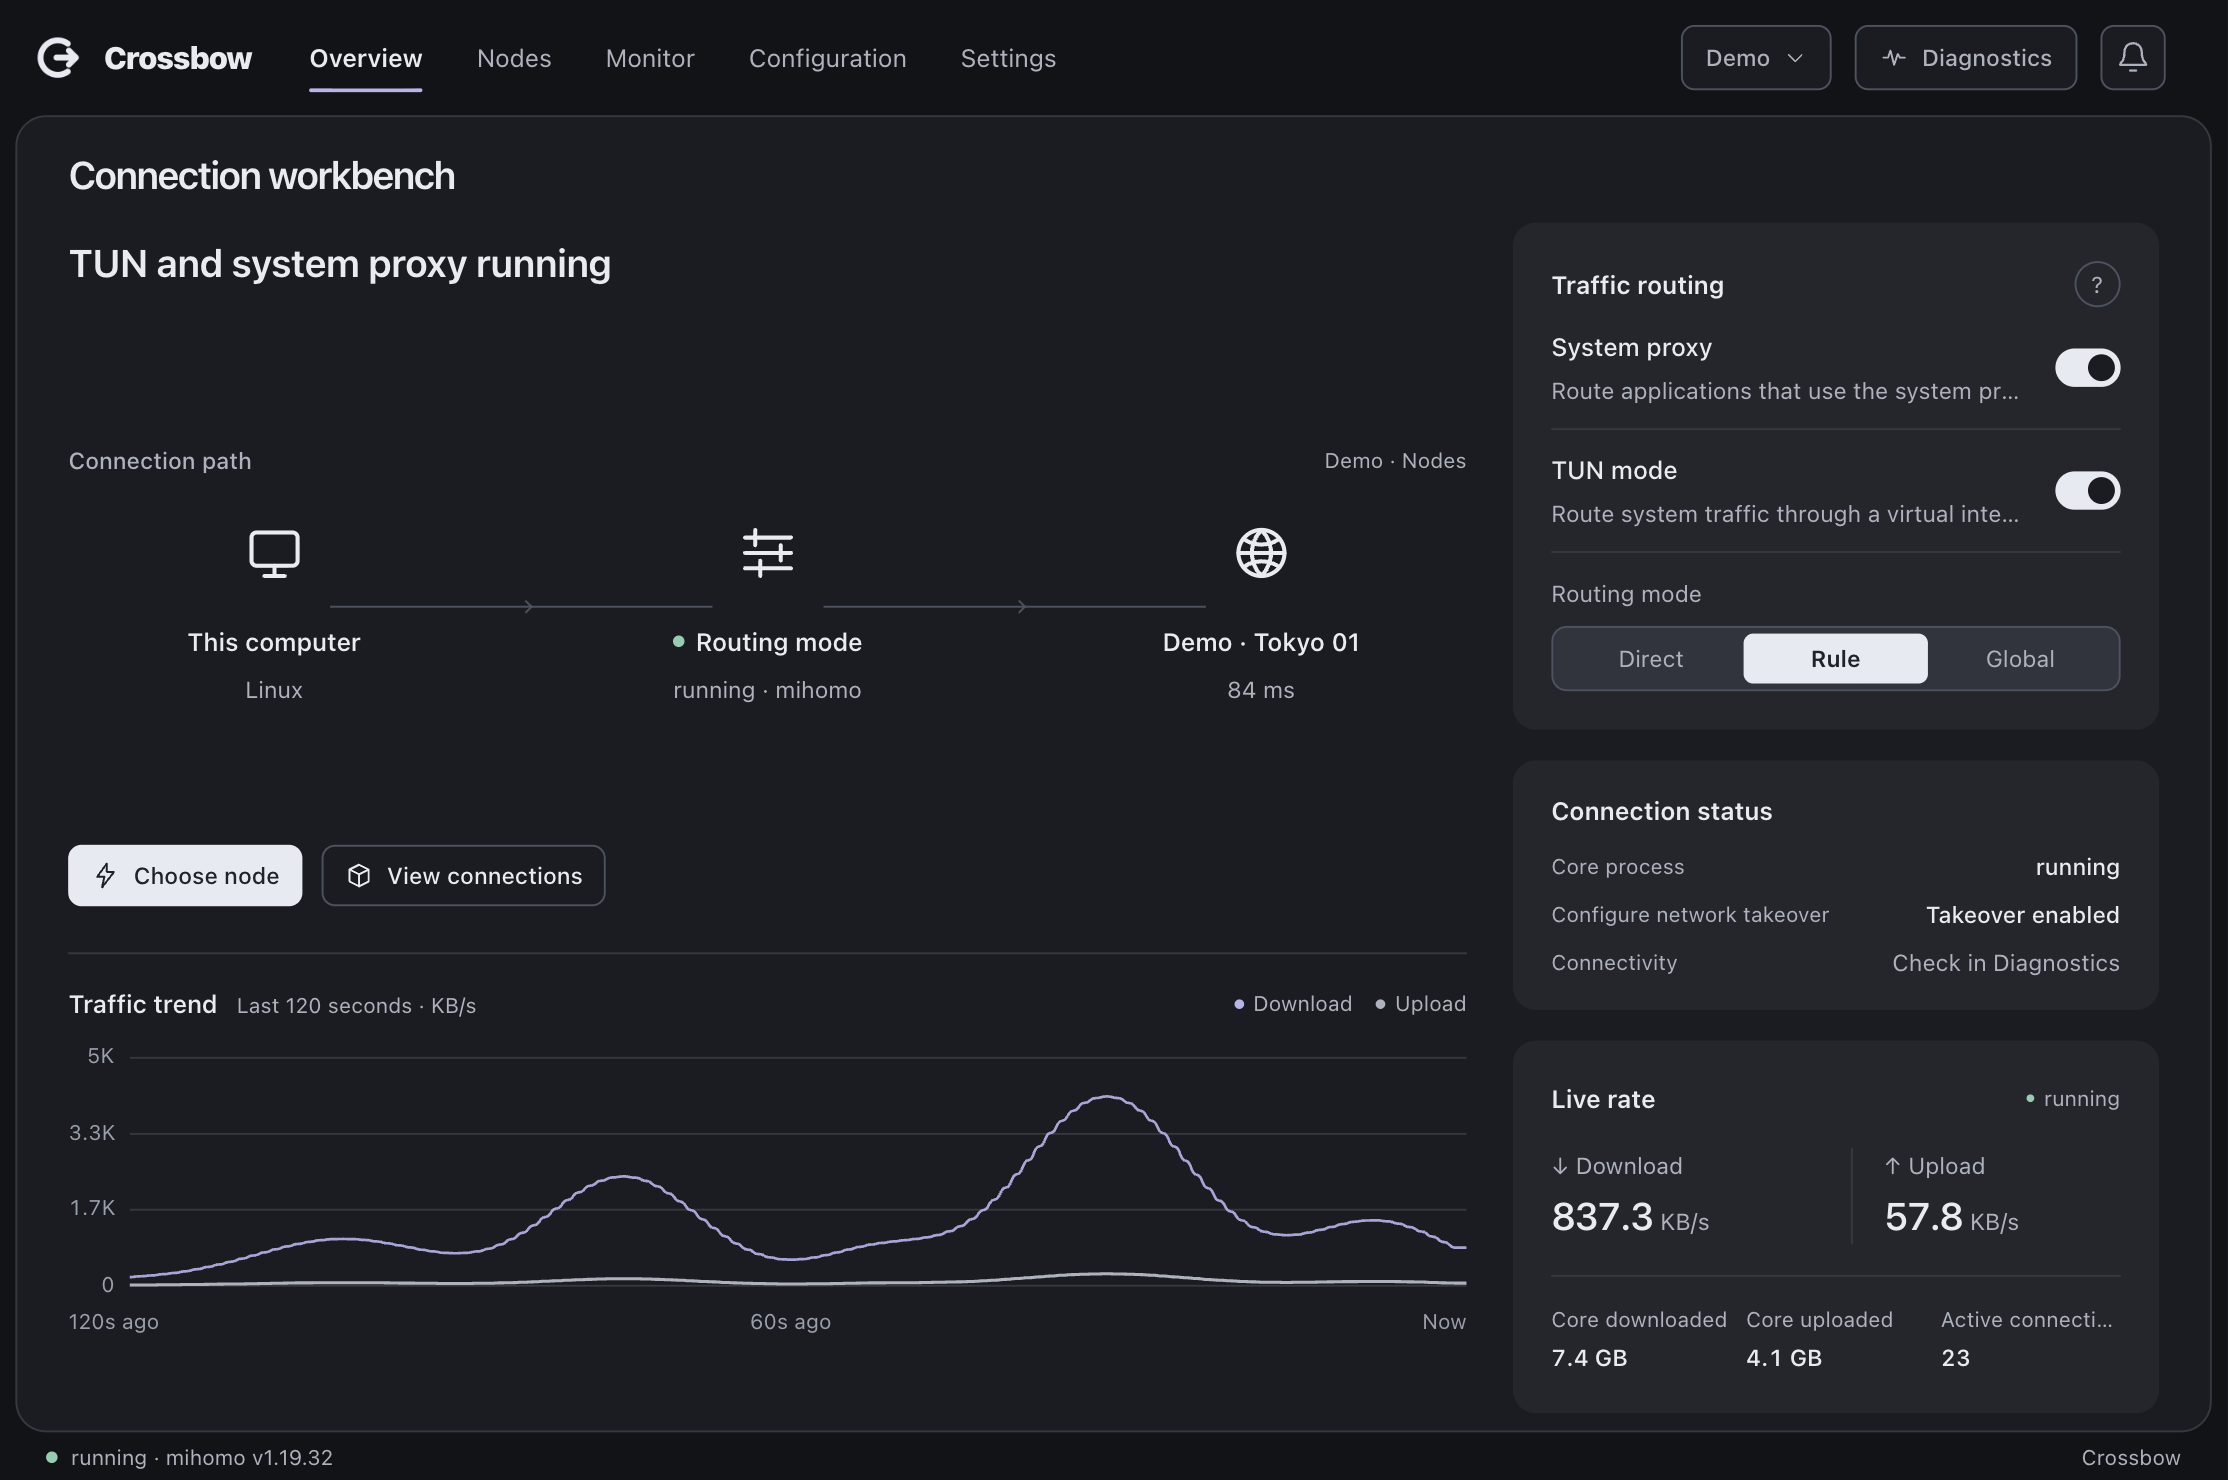 Crossbow
Overview
Nodes
Monitor
Configuration
Settings
Demo
Diagnostics
Connection workbench
TUN and system proxy running
Connection path
Demo · Nodes
This computer
Linux
Routing mode
running · mihomo
Demo · Tokyo 01
84 ms
Choose node
View connections
Traffic trend
Last 120 seconds · KB/s
Download
Upload
5K
3.3K
1.7K
0
120s ago
60s ago
Now
Traffic routing
?
System proxy
Route applications that use the system pr...
TUN mode
Route system traffic through a virtual inte...
Routing mode
Direct
Rule
Global
Connection status
Core process
running
Configure network takeover
Takeover enabled
Connectivity
Check in Diagnostics
Live rate
running
↓ Download
837.3 KB/s
↑ Upload
57.8 KB/s
Core downloaded
7.4 GB
Core uploaded
4.1 GB
Active connecti...
23
running · mihomo v1.19.32
Crossbow